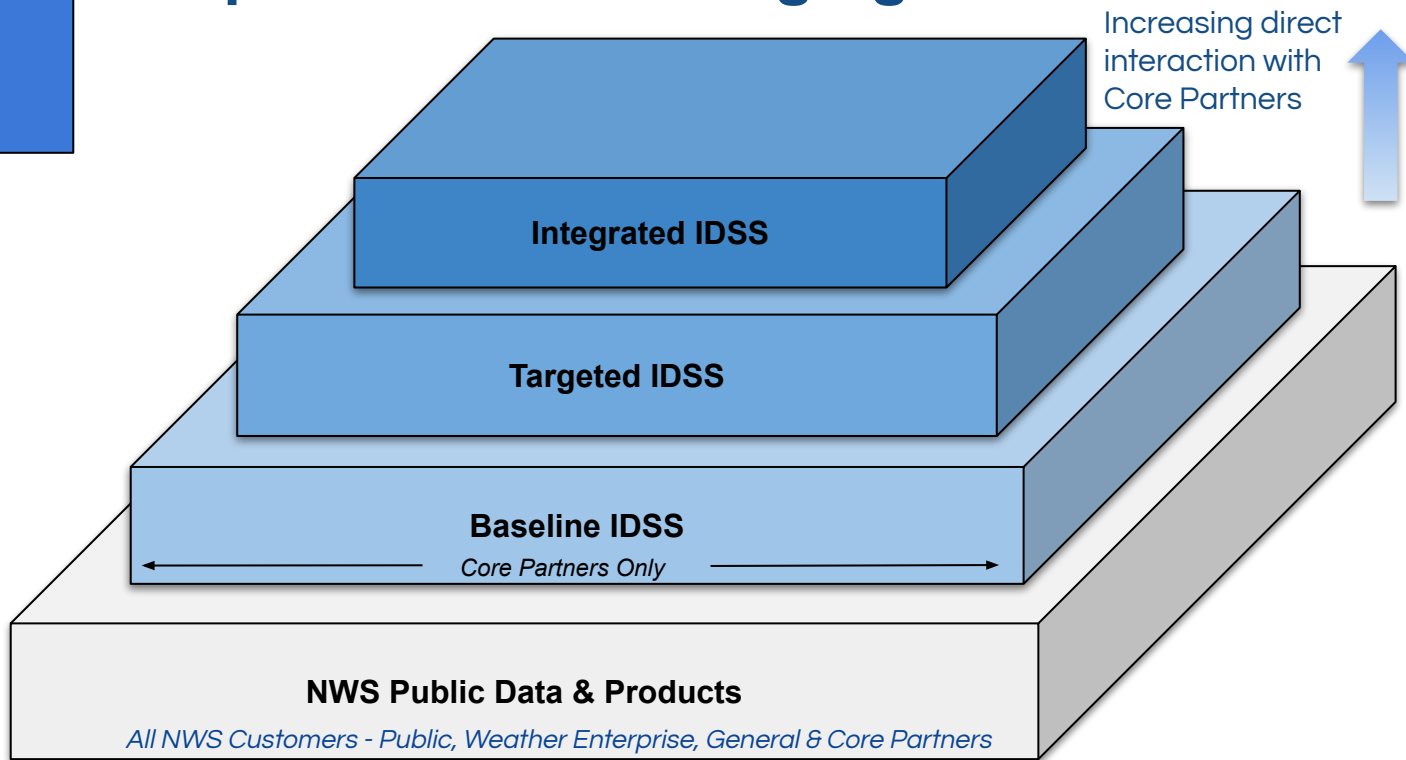 Increasing direct
interaction with
Core Partners
Integrated IDSS
Targeted IDSS
Baseline IDSS
Core Partners Only
NWS Public Data & Products
All NWS Customers - Public, Weather Enterprise, General & Core Partners